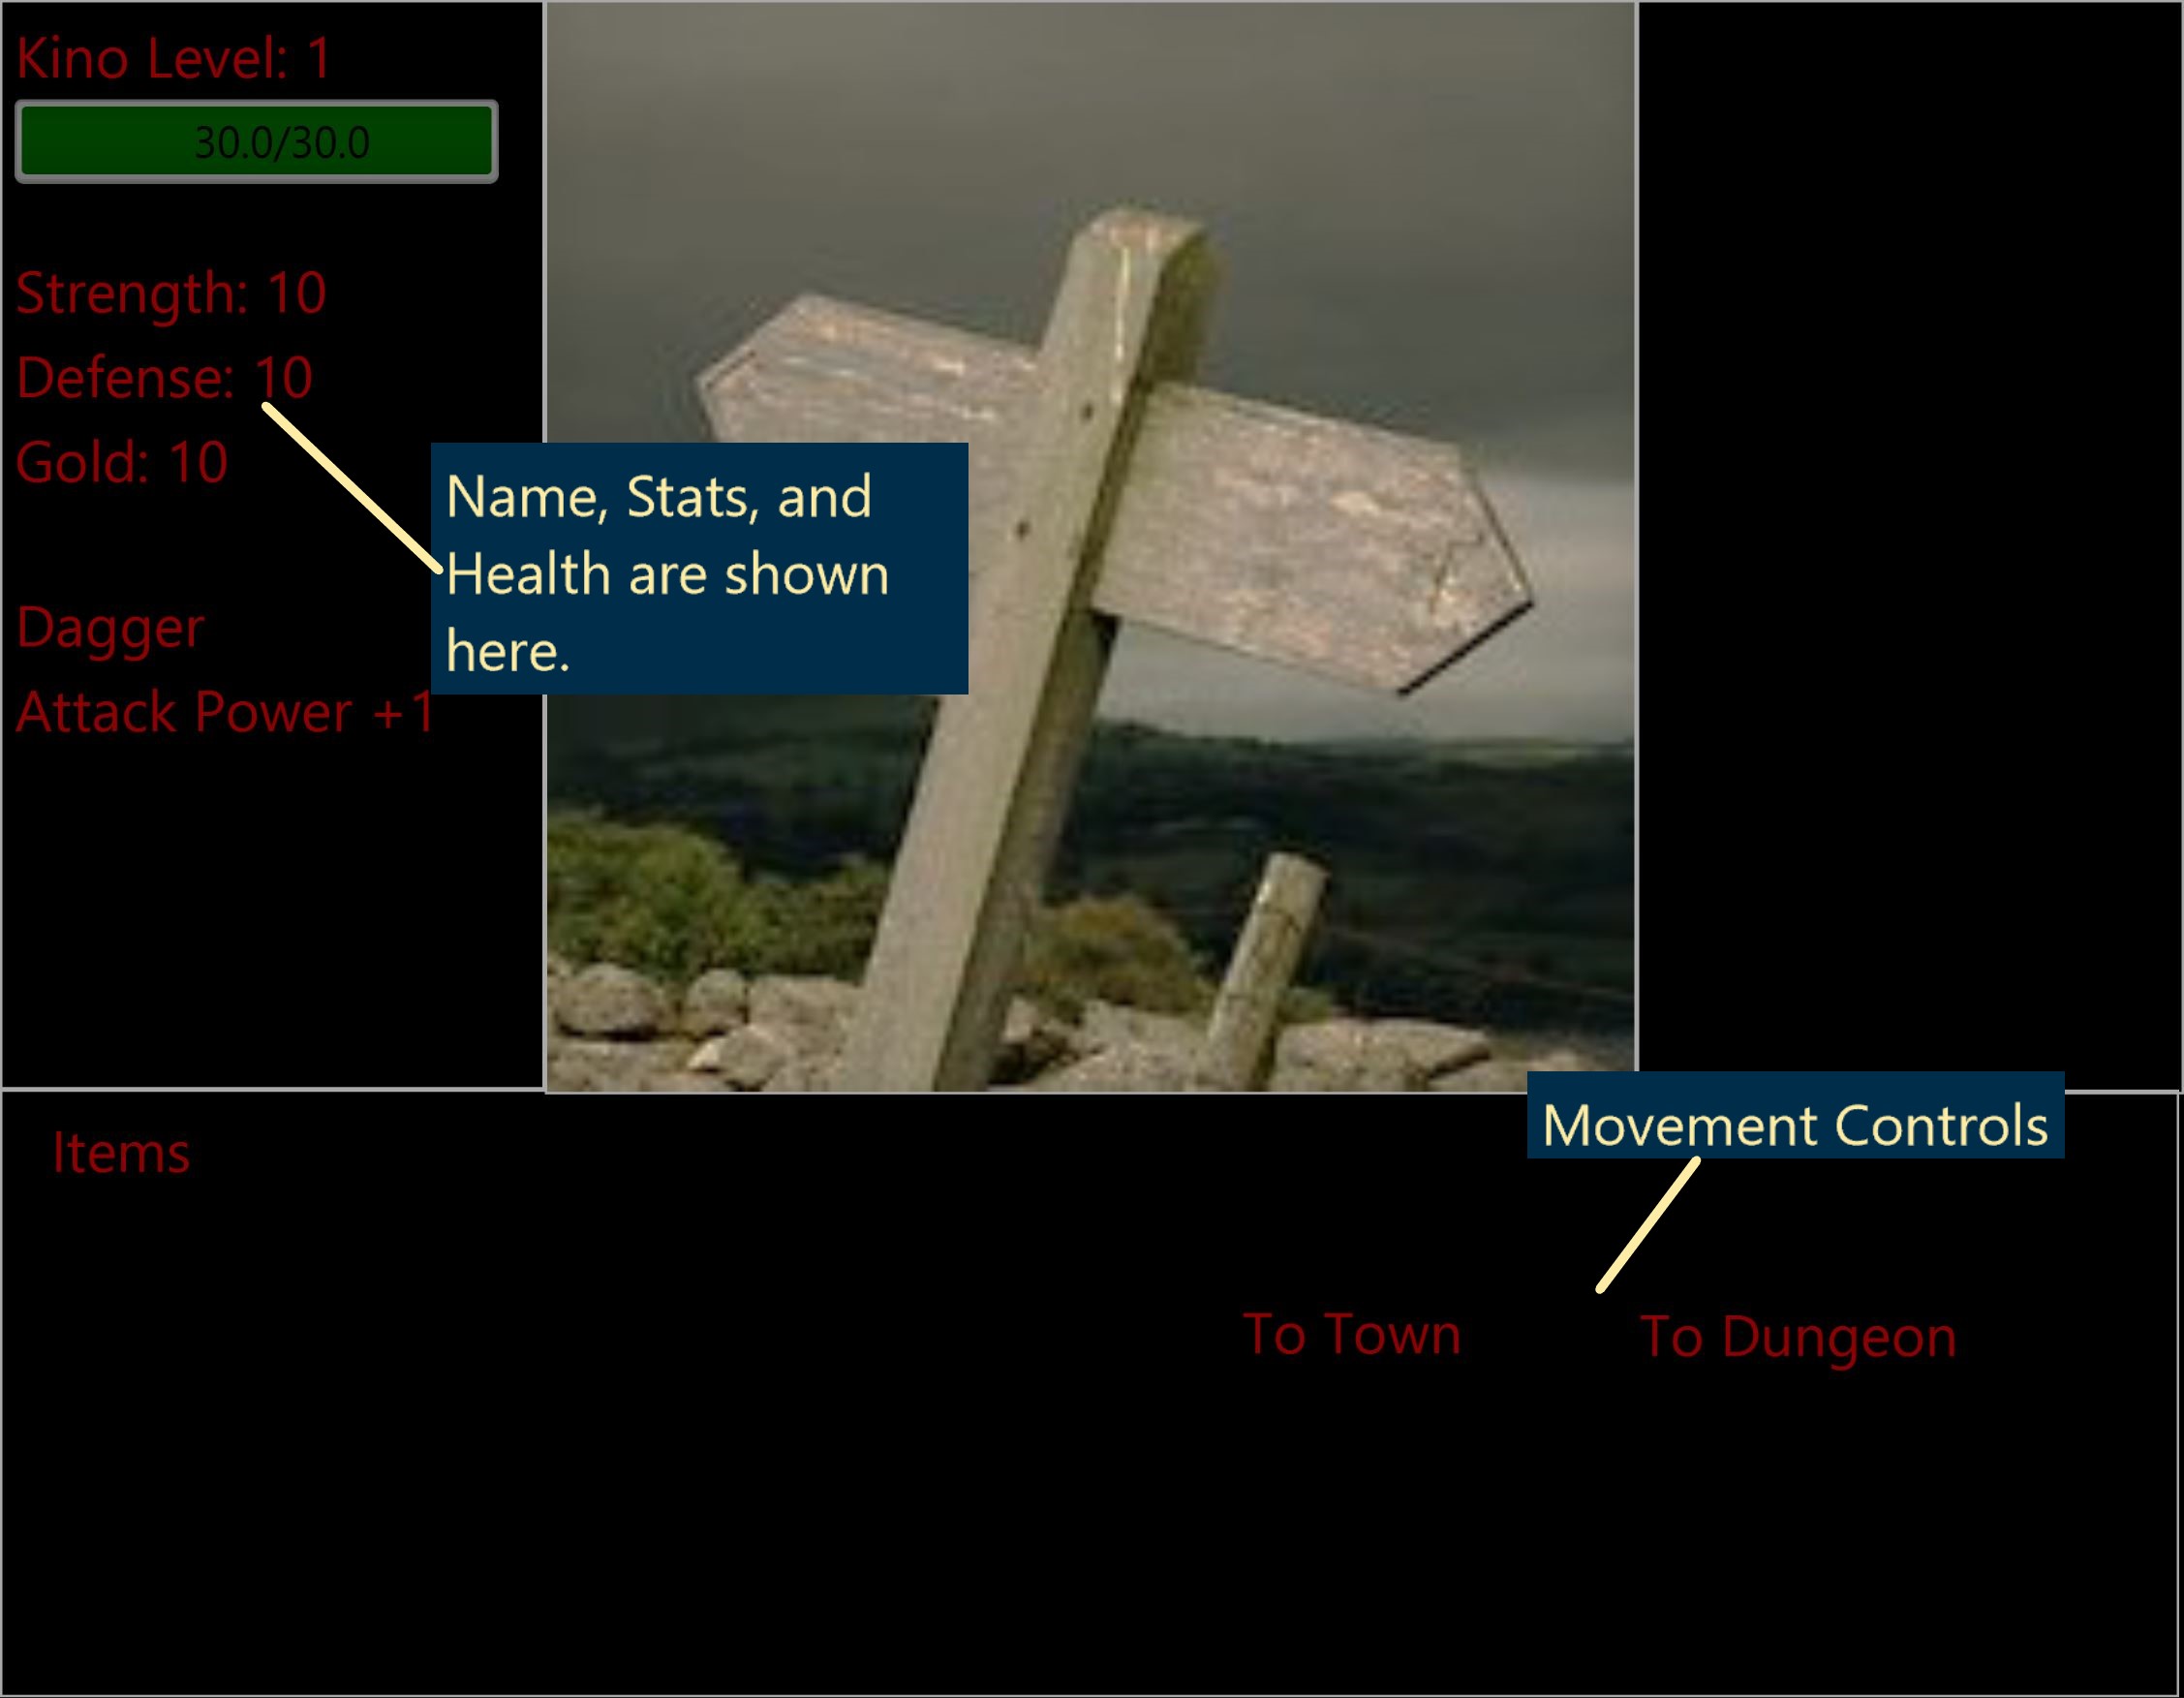 Kino Level: 1
30.0/30.0
Strength: 10
Defense: 10
Gold: 10
Name, Stats, and
Health are shown
here.
Dagger
Attack Power +1
Movement Controls
Items
To Town
To Dungeon